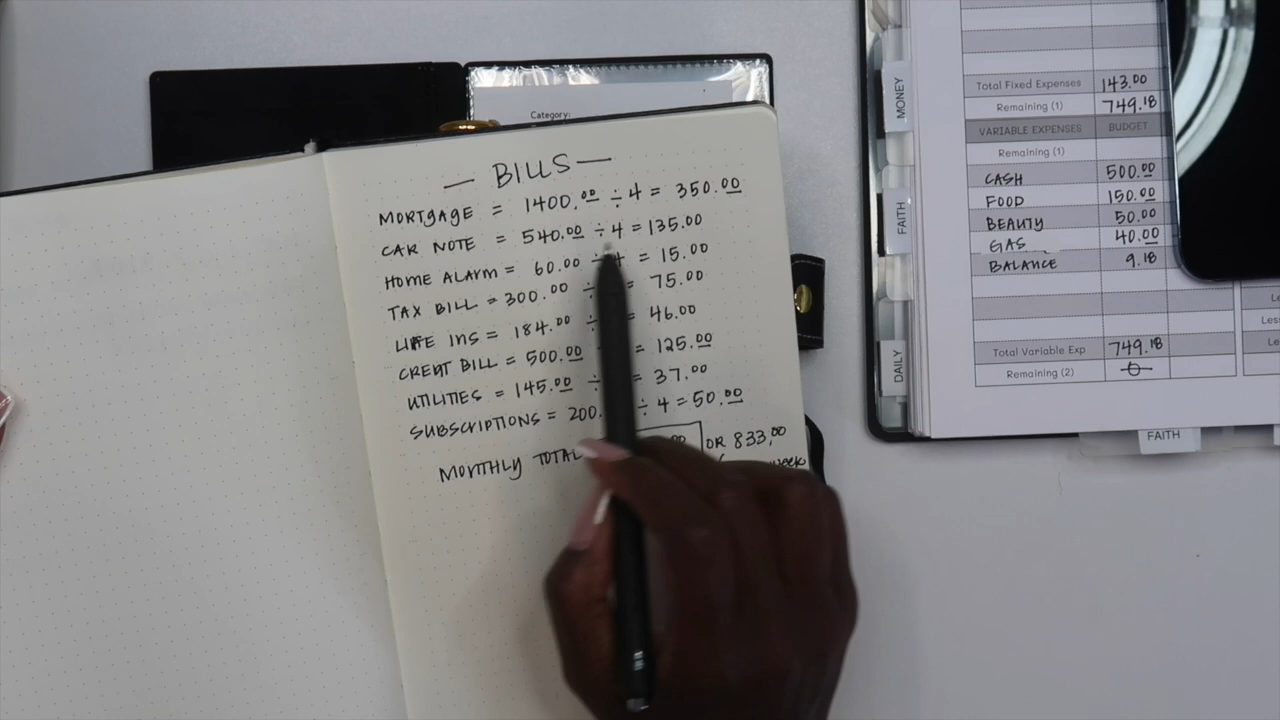 Category:
— BILLS —
MORTGAGE = 1400.00 ÷ 4 = 350.00
CAR NOTE = 540.00 ÷ 4 = 135.00
HOME ALARM = 60.00 ÷ 4 = 15.00
TAX BILL = 300.00 ÷ = 75.00
LIFE INS = 184.00 ÷ = 46.00
CREDIT BILL = 500.00 = 125.00
UTILITIES = 145.00 ÷ = 37.00
SUBSCRIPTIONS = 200. ÷ 4 = 50.00
MONTHLY TOTAL OR 833.00
week
MONEY
FAITH
DAILY
Total Fixed Expenses 143.00
Remaining (1) 749.18
VARIABLE EXPENSES BUDGET
Remaining (1)
CASH 500.00
FOOD 150.00
BEAUTY 50.00
GAS 40.00
BALANCE 9.18
Total Variable Exp 749.18
Remaining (2) 0
FAITH